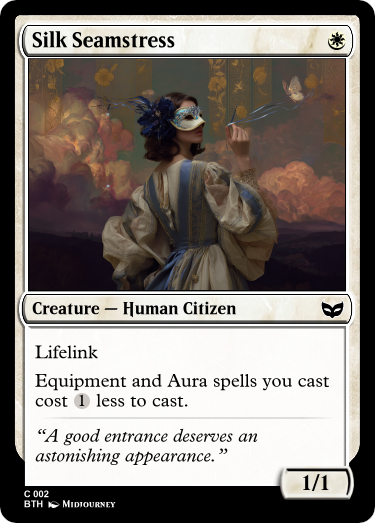 Silk Seamstress
Creature — Human Citizen
Lifelink
Equipment and Aura spells you cast
cost 1 less to cast.
“A good entrance deserves an
astonishing appearance.”
1/1
C 002
BTH Midjourney